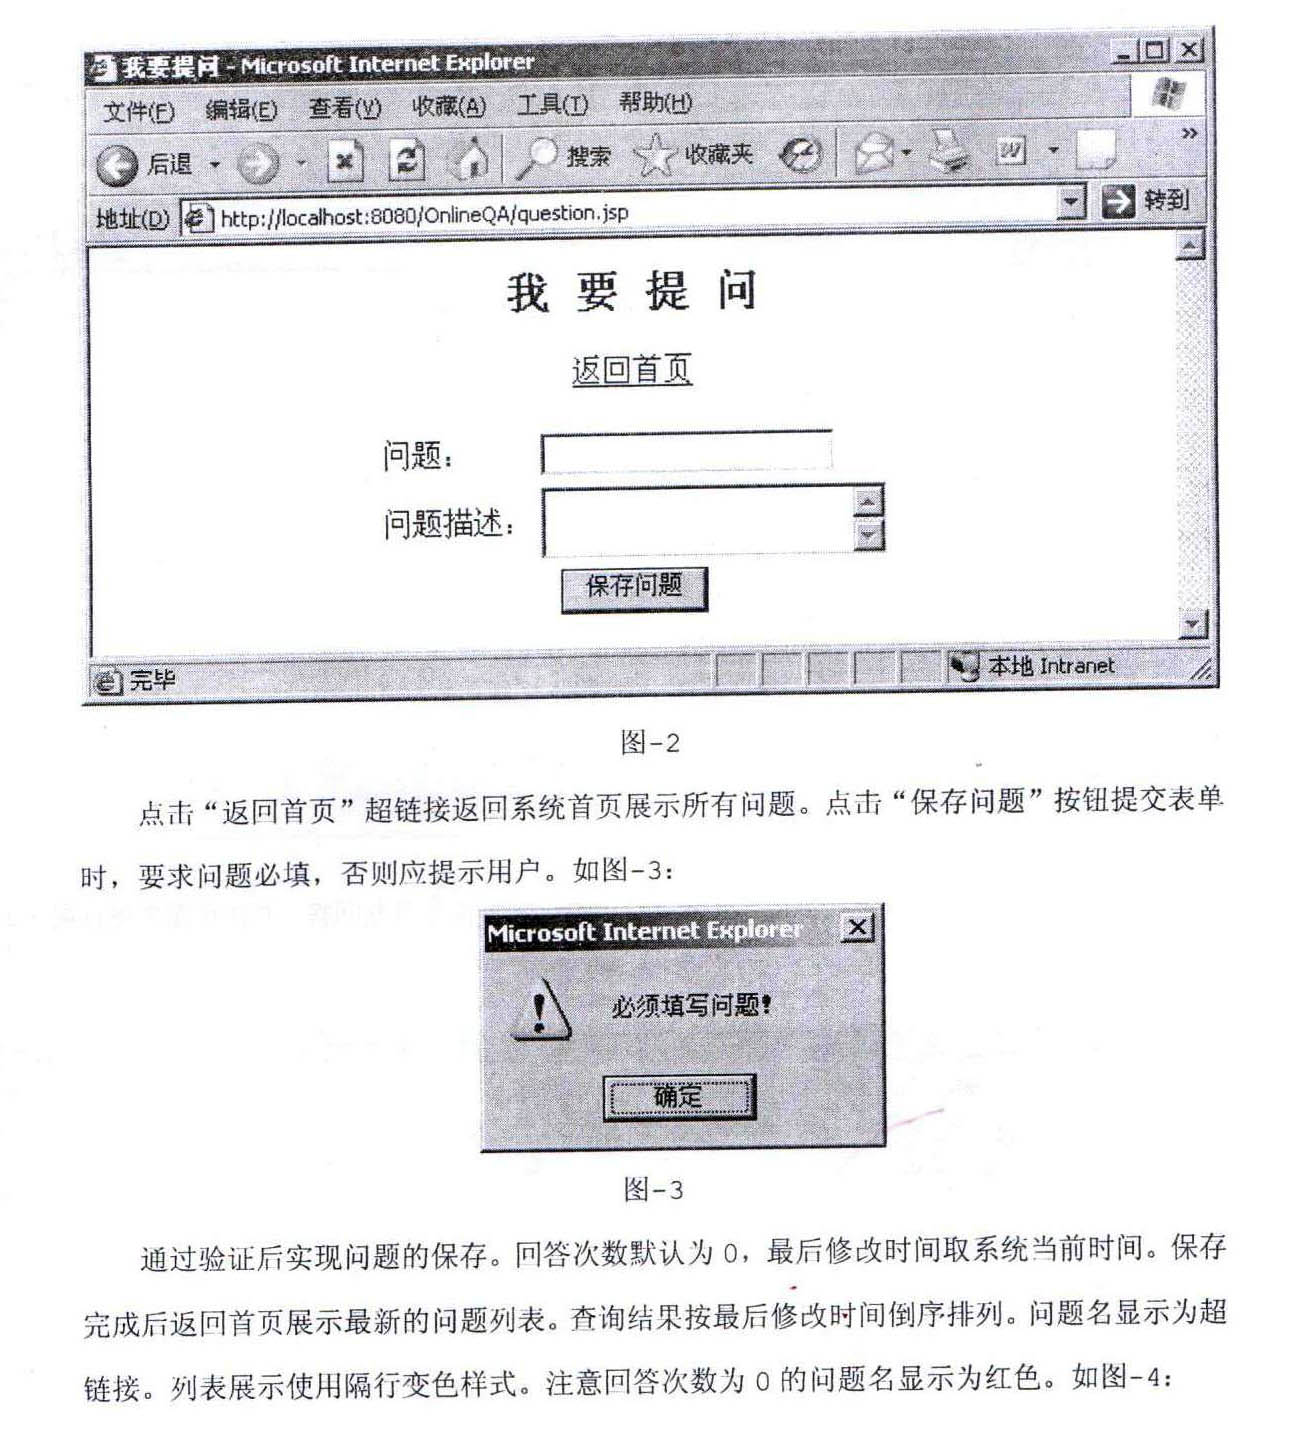 我要提问 - Microsoft Internet Explorer
文件(F) 编辑(E) 查看(V) 收藏(A) 工具(T) 帮助(H)
后退 搜索 收藏夹 »
地址(D) http://localhost:8080/OnlineQA/question.jsp 转到
我 要 提 问
返回首页
问题:
问题描述:
保存问题
完毕 本地 Intranet
图-2
点击“返回首页”超链接返回系统首页展示所有问题。点击“保存问题”按钮提交表单
时，要求问题必填，否则应提示用户。如图-3：
Microsoft Internet Explorer
必须填写问题!
确定
图-3
通过验证后实现问题的保存。回答次数默认为 0，最后修改时间取系统当前时间。保存
完成后返回首页展示最新的问题列表。查询结果按最后修改时间倒序排列。问题名显示为超
链接。列表展示使用隔行变色样式。注意回答次数为 0 的问题名显示为红色。如图-4：